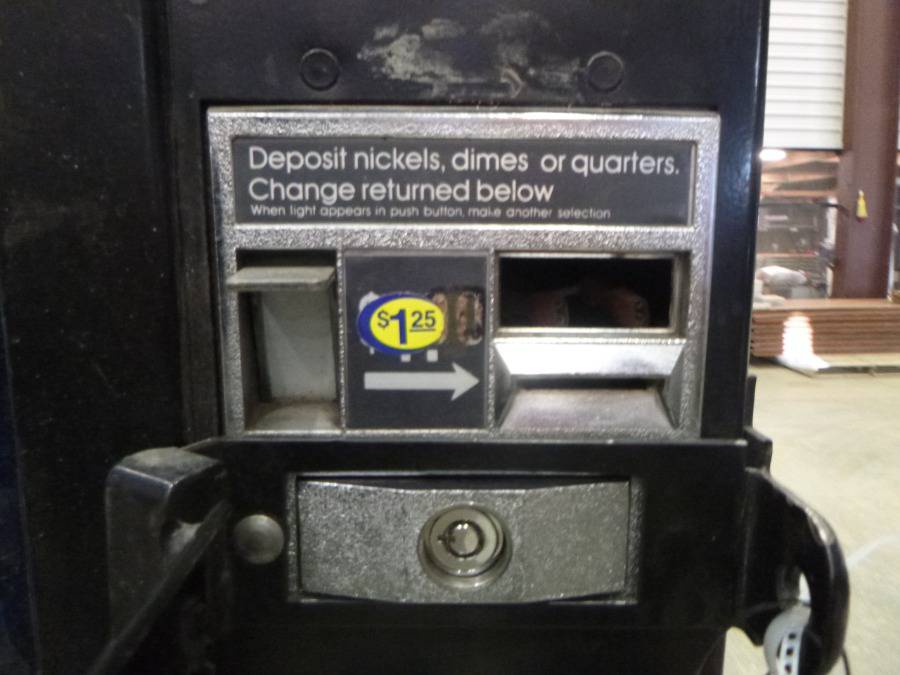 Deposit nickels, dimes or quarters.
Change returned below
When light appears in push button, make another selection
$1 25